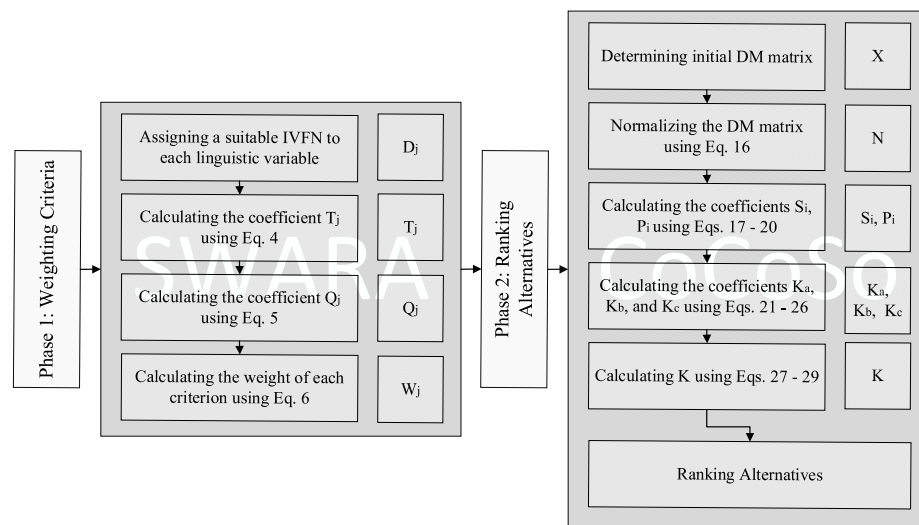 Phase 1: Weighting Criteria
SWARA
Assigning a suitable IVFN to
each linguistic variable
Dj
Calculating the coefficient Tj
using Eq. 4
Tj
Calculating the coefficient Qj
using Eq. 5
Qj
Calculating the weight of each
criterion using Eq. 6
Wj
Phase 2: Ranking
Alternatives
CoCoSo
Determining initial DM matrix
X
Normalizing the DM matrix
using Eq. 16
N
Calculating the coefficients Si,
Pi using Eqs. 17 - 20
Si, Pi
Calculating the coefficients Ka,
Kb, and Kc using Eqs. 21 - 26
Ka,
Kb, Kc
Calculating K using Eqs. 27 - 29
K
Ranking Alternatives